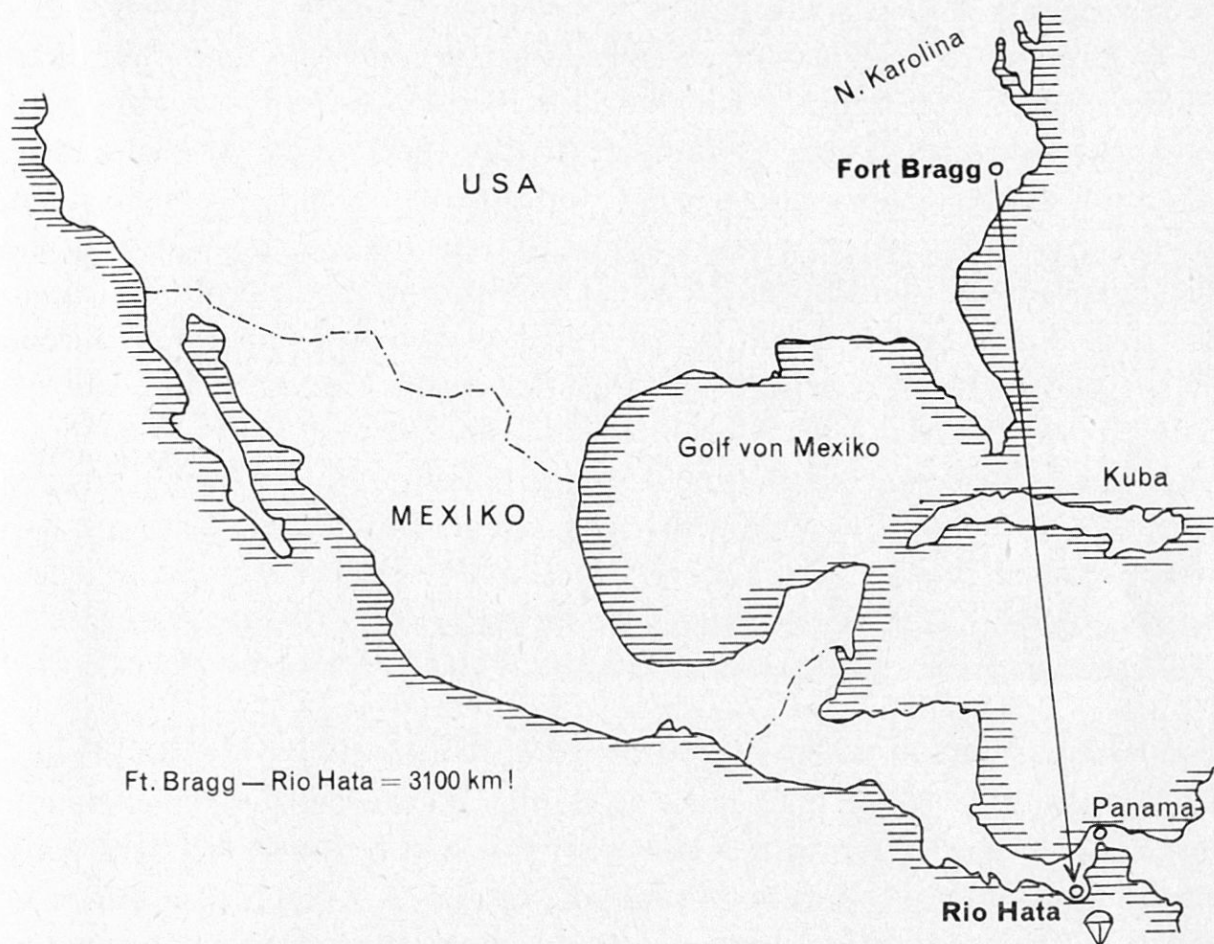 N. Karolina
Fort Bragg
USA
Golf von Mexiko
Kuba
MEXIKO
Ft. Bragg — Rio Hata = 3100 km!
Panama
Rio Hata